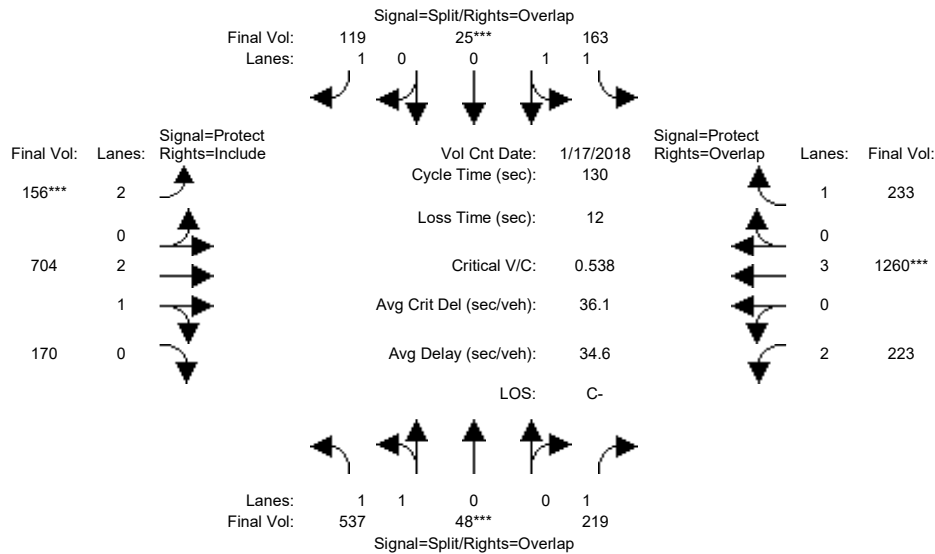 Signal=Split/Rights=Overlap
Final Vol: 119 25*** 163
Lanes: 1 0 0 1 1
Signal=Protect Signal=Protect
Final Vol: Lanes: Rights=Include Vol Cnt Date: 1/17/2018 Rights=Overlap Lanes: Final Vol:
Cycle Time (sec): 130
156*** 2 1 233
Loss Time (sec): 12
0 0
704 2 Critical V/C: 0.538 3 1260***
1 Avg Crit Del (sec/veh): 36.1 0
170 0 Avg Delay (sec/veh): 34.6 2 223
LOS: C-
Lanes: 1 1 0 0 1
Final Vol: 537 48*** 219
Signal=Split/Rights=Overlap